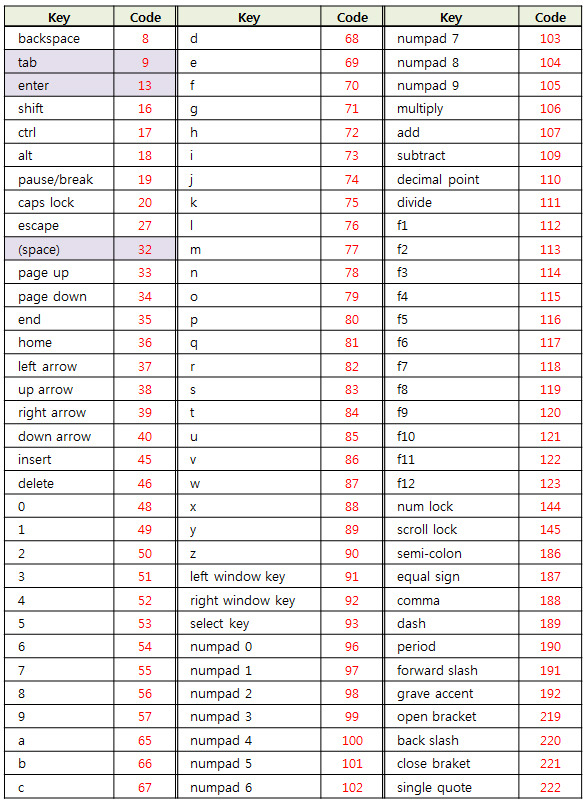 Key Code Key Code Key Code
backspace 8 d 68 numpad 7 103
tab 9 e 69 numpad 8 104
enter 13 f 70 numpad 9 105
shift 16 g 71 multiply 106
ctrl 17 h 72 add 107
alt 18 i 73 subtract 109
pause/break 19 j 74 decimal point 110
caps lock 20 k 75 divide 111
escape 27 l 76 f1 112
(space) 32 m 77 f2 113
page up 33 n 78 f3 114
page down 34 o 79 f4 115
end 35 p 80 f5 116
home 36 q 81 f6 117
left arrow 37 r 82 f7 118
up arrow 38 s 83 f8 119
right arrow 39 t 84 f9 120
down arrow 40 u 85 f10 121
insert 45 v 86 f11 122
delete 46 w 87 f12 123
0 48 x 88 num lock 144
1 49 y 89 scroll lock 145
2 50 z 90 semi-colon 186
3 51 left window key 91 equal sign 187
4 52 right window key 92 comma 188
5 53 select key 93 dash 189
6 54 numpad 0 96 period 190
7 55 numpad 1 97 forward slash 191
8 56 numpad 2 98 grave accent 192
9 57 numpad 3 99 open bracket 219
a 65 numpad 4 100 back slash 220
b 66 numpad 5 101 close braket 221
c 67 numpad 6 102 single quote 222